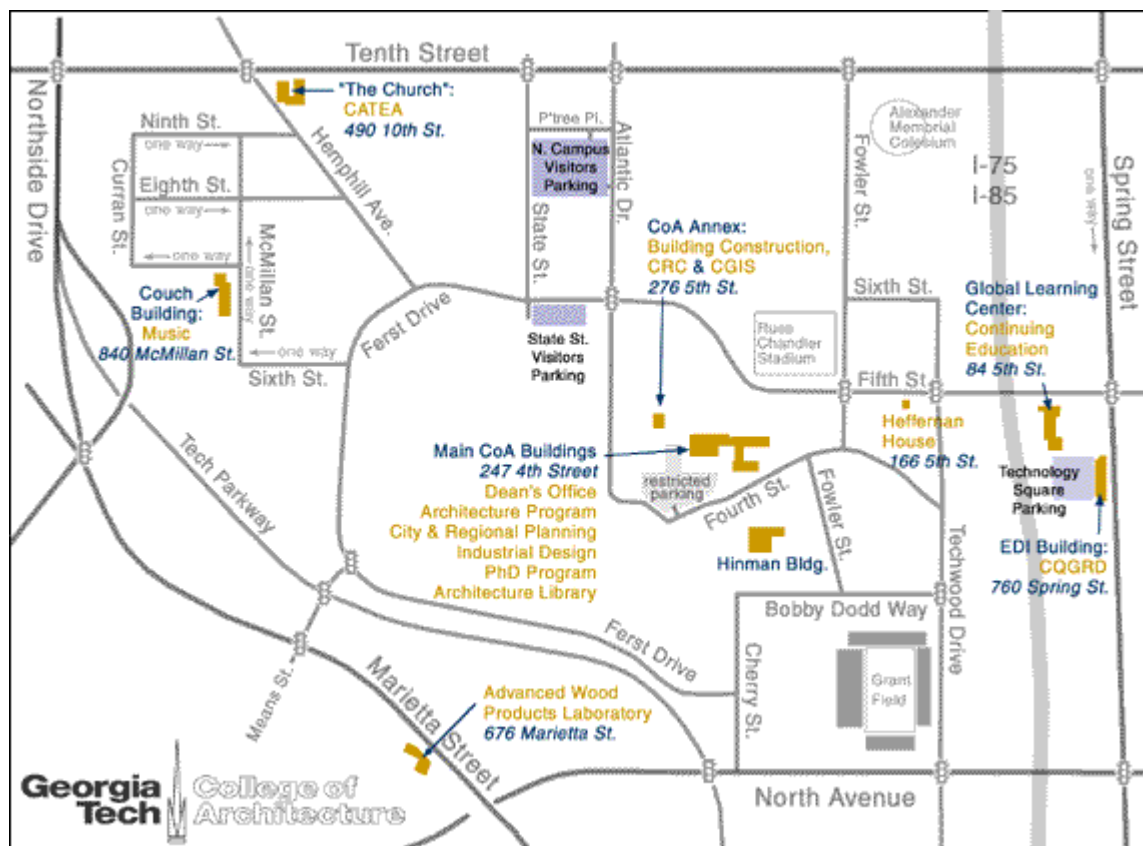 Tenth Street
Northside Drive
"The Church":
CATEA
490 10th St.
Ninth St.
one way
Hemphill Ave.
P'tree Pl.
N. Campus
Visitors
Parking
Atlantic Dr.
Fowler St.
Alexander
Memorial
Coleisium
I-75
I-85
one way
Spring Street
Curran St.
Eighth St.
one way
one way
McMillan St.
one way
State St.
CoA Annex:
Building Construction,
CRC & CGIS
276 5th St.
Couch
Building:
Music
840 McMillan St.
one way
Sixth St.
Ferst Drive
State St.
Visitors
Parking
Sixth St.
Global Learning
Center:
Continuing
Education
84 5th St.
Chandler
Stadium
Fifth St.
Heffernan
House
166 5th St.
Main CoA Buildings
247 4th Street
Dean's Office
Architecture Program
City & Regional Planning
Industrial Design
PhD Program
Architecture Library
restricted
parking
Fourth St.
Fowler St.
Technology
Square
Parking
Tech Parkway
Hinman Bldg.
EDI Building:
CQGRD
760 Spring St.
Techwood Drive
Bobby Dodd Way
Ferst Drive
Cherry St.
Grant
Field
Means St.
Marietta Street
Advanced Wood
Products Laboratory
676 Marietta St.
North Avenue
Georgia
Tech
College of
Architecture